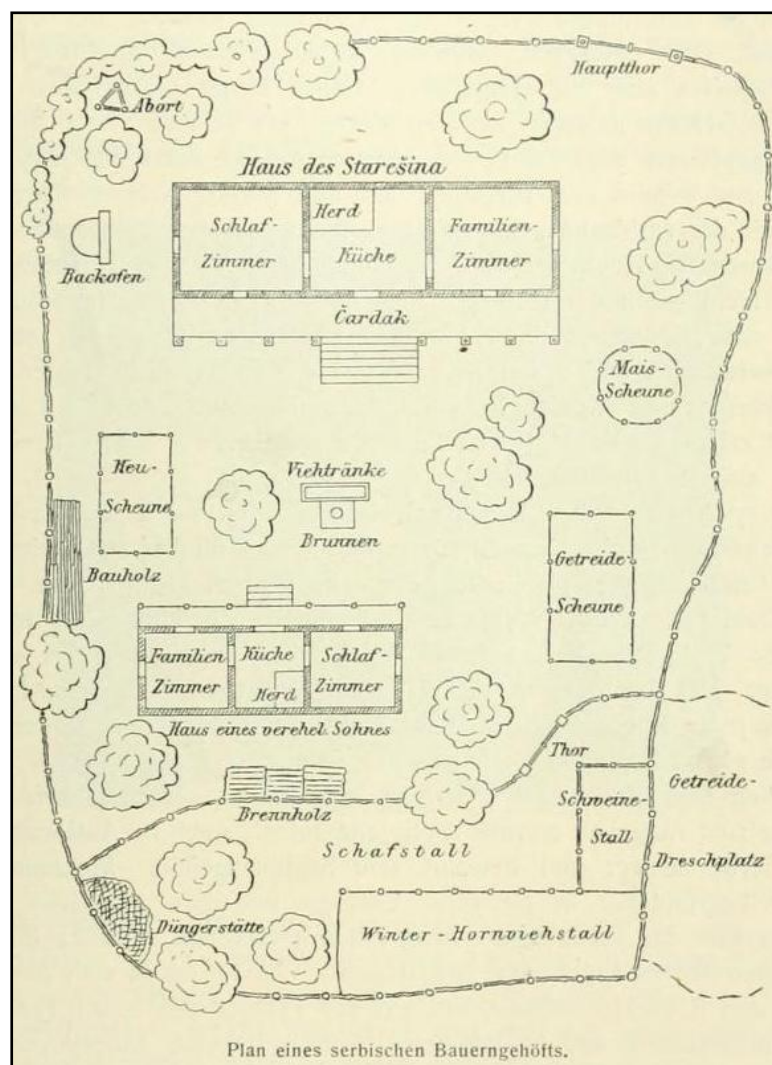 Hauptthor
Abort
Haus des Starešina
Schlaf-
Zimmer
Herd
Küche
Familien-
Zimmer
Backofen
Čardak
Mais-
Scheune
Heu-
Scheune
Viehtränke
Brunnen
Bauholz
Getreide-
Scheune
Familien
Zimmer
Küche
Herd
Schlaf-
Zimmer
Haus eines verehel. Sohnes
Thor
Getreide-
Dreschplatz
Schweine-
Stall
Brennholz
Schafstall
Düngerstätte
Winter-Hornviehstall
Plan eines serbischen Bauerngehöfts.